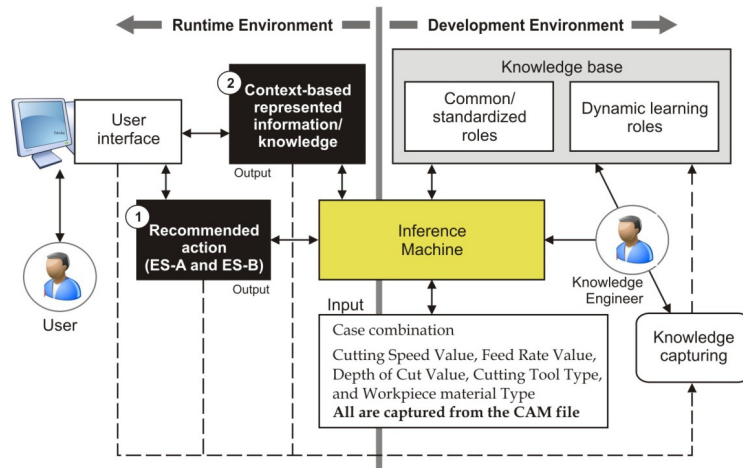 Runtime Environment
Development Environment
Knowledge base
Common/
standardized
roles
Dynamic learning
roles
User
interface
2
Context-based
represented
information/
knowledge
Output
1
Recommended
action
(ES-A and ES-B)
Output
Inference
Machine
Knowledge
Engineer
User
Input
Case combination
Cutting Speed Value, Feed Rate Value,
Depth of Cut Value, Cutting Tool Type,
and Workpiece material Type
All are captured from the CAM file
Knowledge
capturing